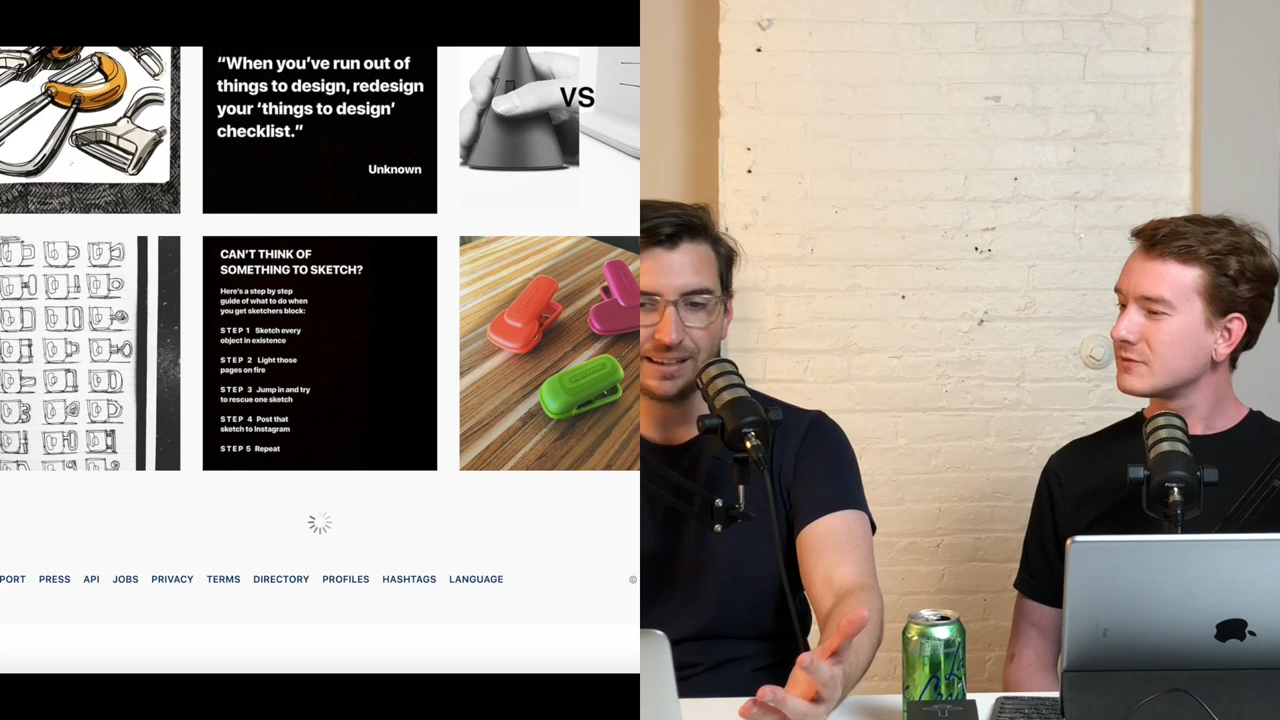 “When you’ve run out of
things to design, redesign
your ‘things to design’
checklist.”
Unknown
VS
CAN’T THINK OF
SOMETHING TO SKETCH?
Here’s a step by step
guide of what to do when
you get sketchers block:
STEP 1 Sketch every
object in existence
STEP 2 Light those
pages on fire
STEP 3 Jump in and try
to rescue one sketch
STEP 4 Post that
sketch to Instagram
STEP 5 Repeat
PORT PRESS API JOBS PRIVACY TERMS DIRECTORY PROFILES HASHTAGS LANGUAGE
©